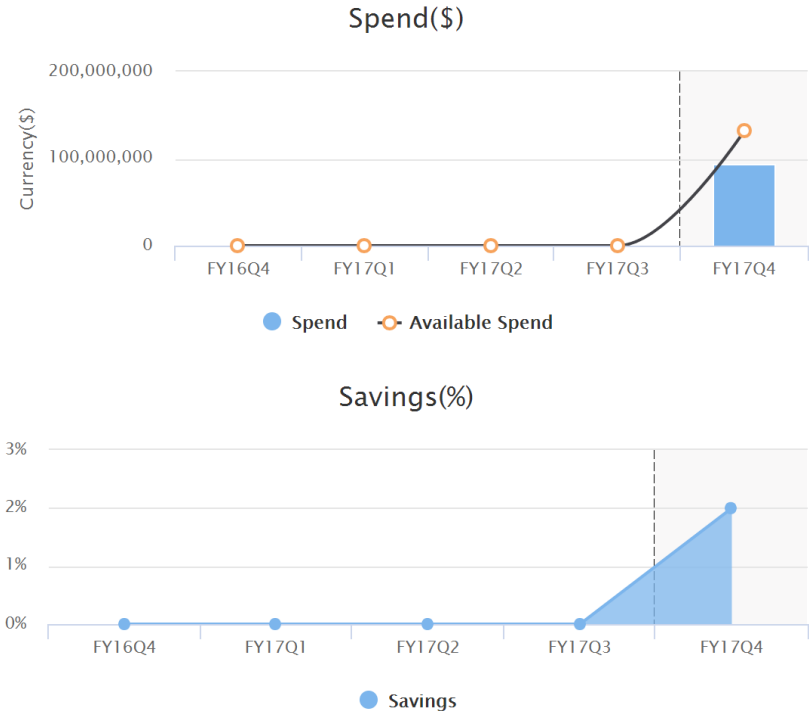 Spend($)
200,000,000
100,000,000
0
Currency($)
FY16Q4 FY17Q1 FY17Q2 FY17Q3 FY17Q4
Spend Available Spend
Savings(%)
3%
2%
1%
0%
FY16Q4 FY17Q1 FY17Q2 FY17Q3 FY17Q4
Savings